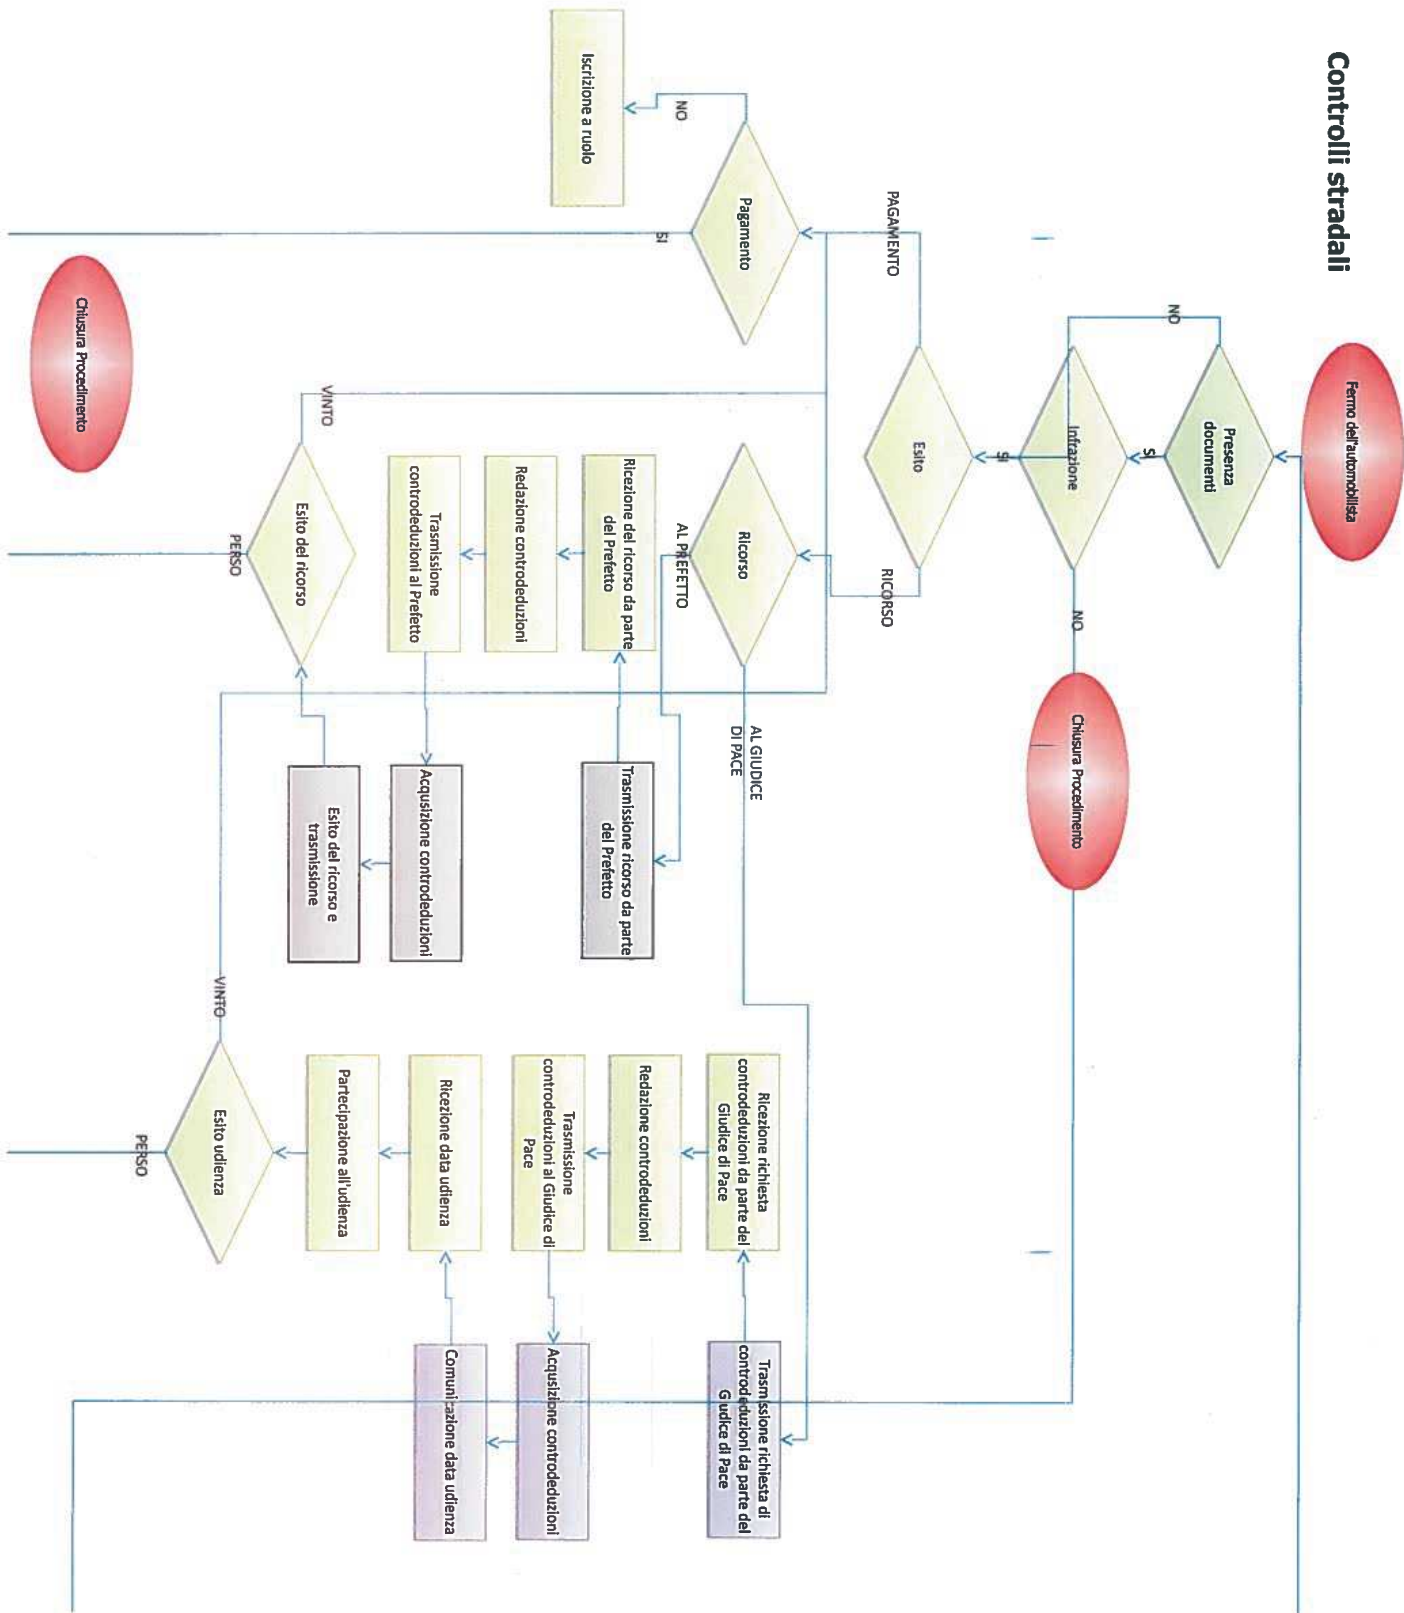 Controlli stradali
Fermo dell'automobilista
Presenza
documenti
NO
SI
Infrazione
NO
Chiusura Procedimento
SI
Esito
PAGAMENTO
RICORSO
Pagamento
NO
SI
Iscrizione a ruolo
Ricorso
AL PREFETTO
AL GIUDICE
DI PACE
Ricezione del ricorso da parte
del Prefetto
Trasmissione ricorso da parte
del Prefetto
Redazione controdeduzioni
Trasmissione
controdeduzioni al Prefetto
Acqusizione controdeduzioni
Esito del ricorso e
trasmissione
Esito del ricorso
VINTO
PERSO
Ricezione richiesta
controdeduzioni da parte del
Giudice di Pace
Trasmissione richiesta di
controdeduzioni da parte del
Giudice di Pace
Redazione controdeduzioni
Trasmissione
controdeduzioni al Giudice di
Pace
Acqusizione controdeduzioni
Ricezione data udienza
Comunicazione data udienza
Partecipazione all'udienza
Esito udienza
VINTO
PERSO
Chiusura Procedimento